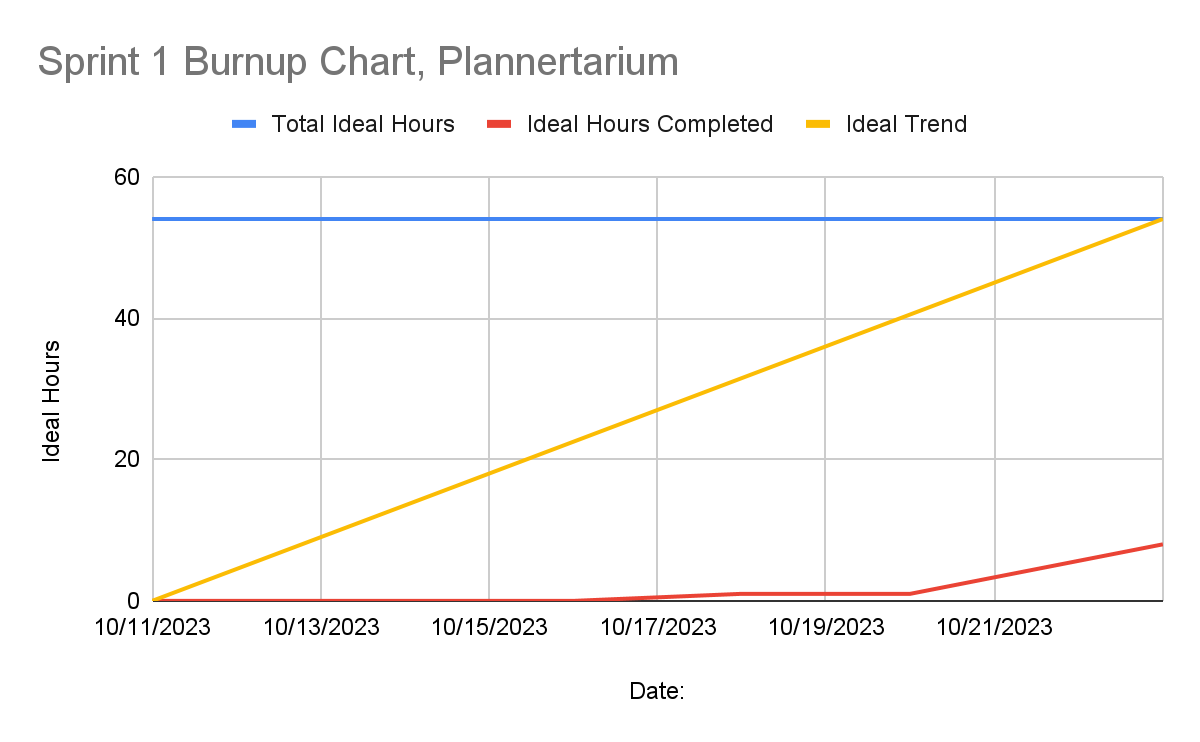 Sprint 1 Burnup Chart, Plannertarium
Total Ideal Hours Ideal Hours Completed Ideal Trend
60
40
20
0
Ideal Hours
10/11/2023 10/13/2023 10/15/2023 10/17/2023 10/19/2023 10/21/2023
Date: